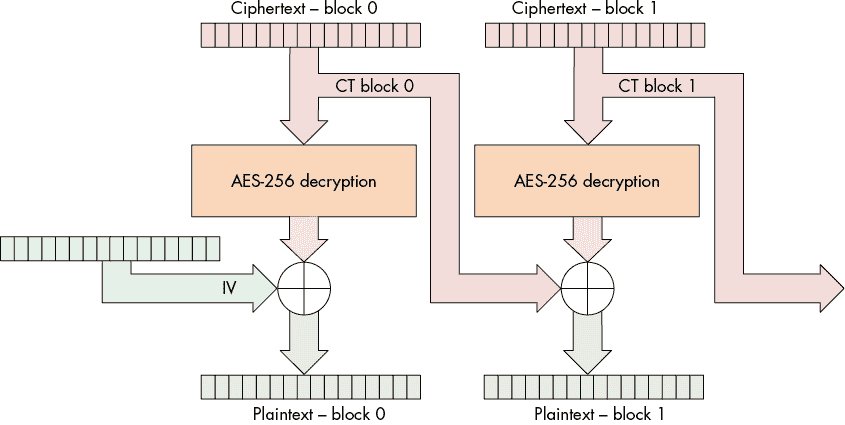 Ciphertext – block 0
Ciphertext – block 1
CT block 0
CT block 1
AES-256 decryption
AES-256 decryption
IV
Plaintext – block 0
Plaintext – block 1